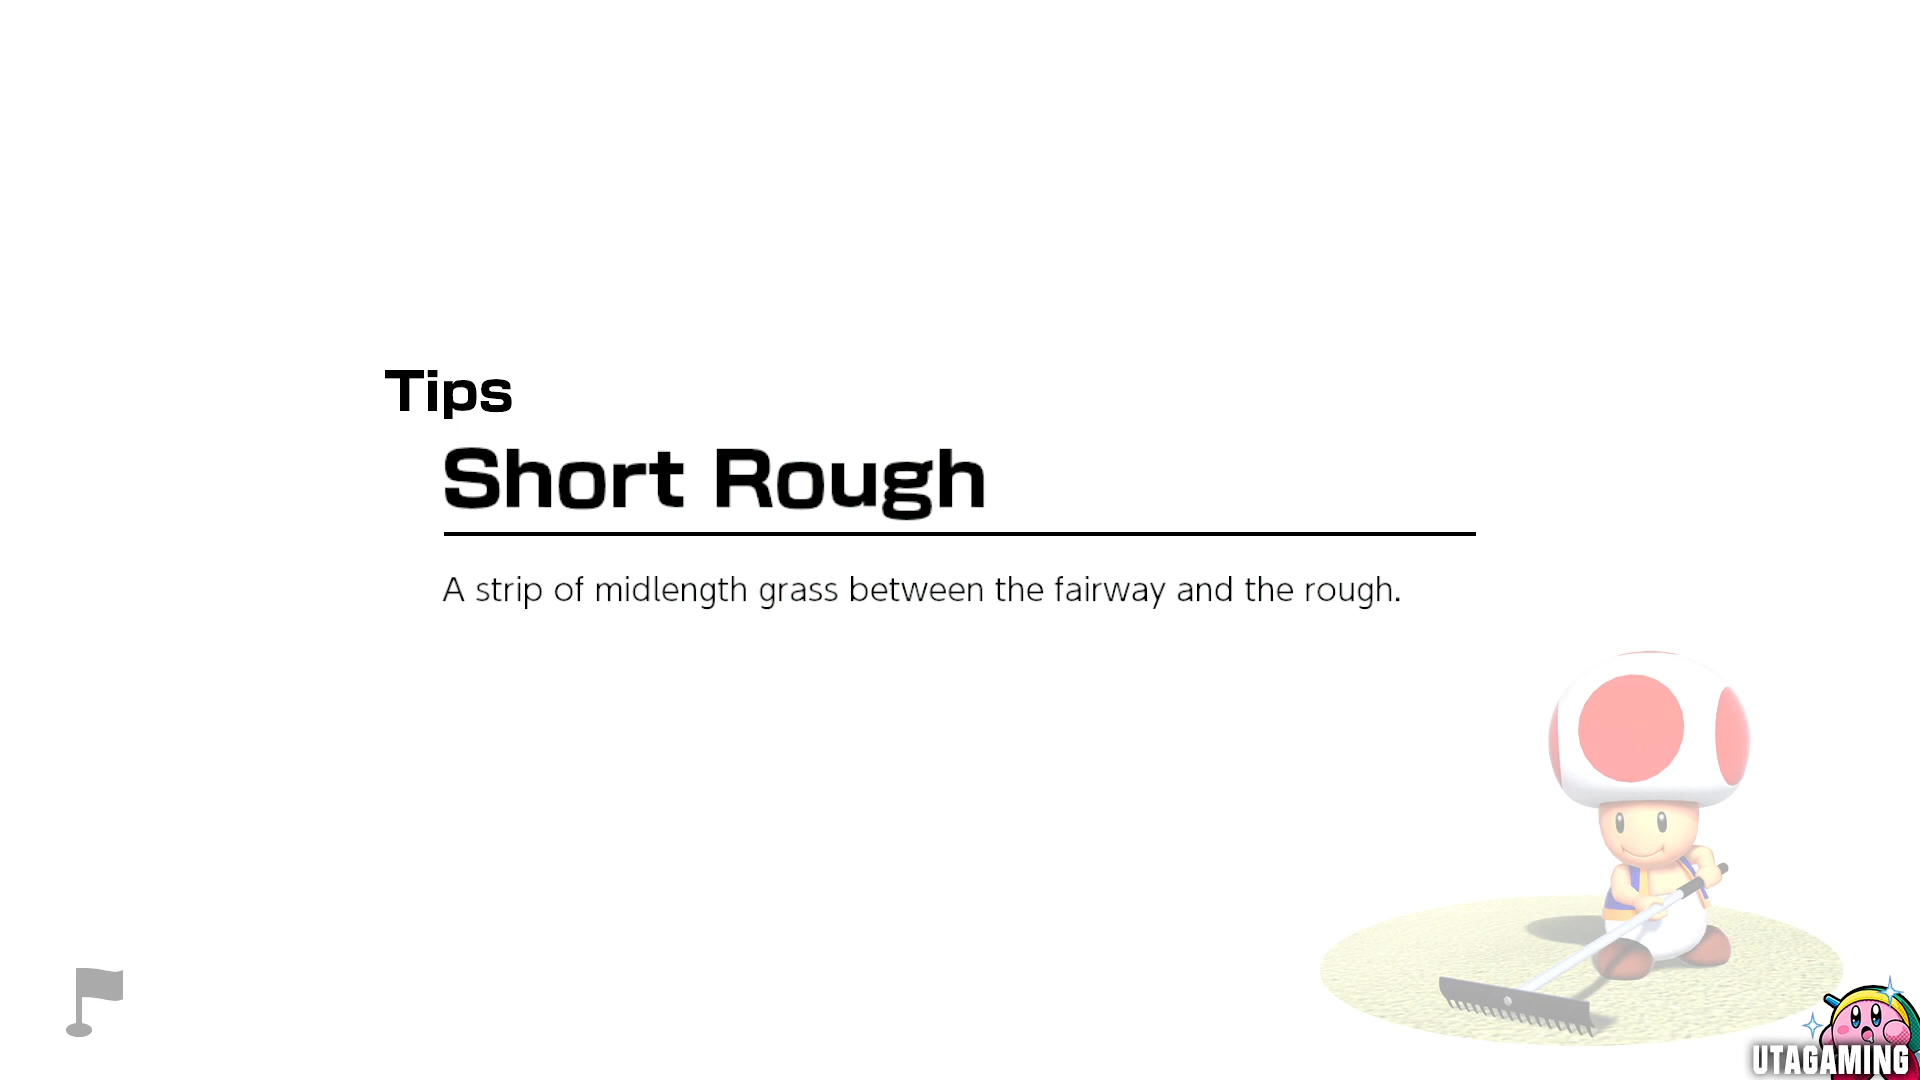 Tips
Short Rough
A strip of midlength grass between the fairway and the rough.
UTAGAMING